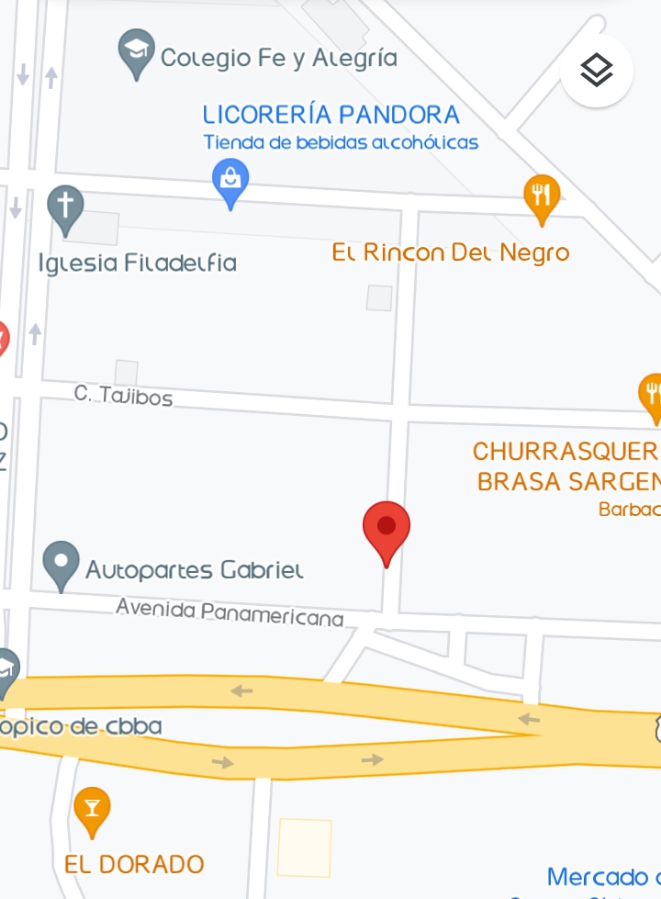 Colegio Fe y Alegría
LICORERÍA PANDORA
Tienda de bebidas alcohólicas
El Rincon Del Negro
Iglesia Filadelfia
C. Tajibos
CHURRASQUER
BRASA SARGEN
Barbac
Autopartes Gabriel
Avenida Panamericana
opico de cbba
EL DORADO
Mercado